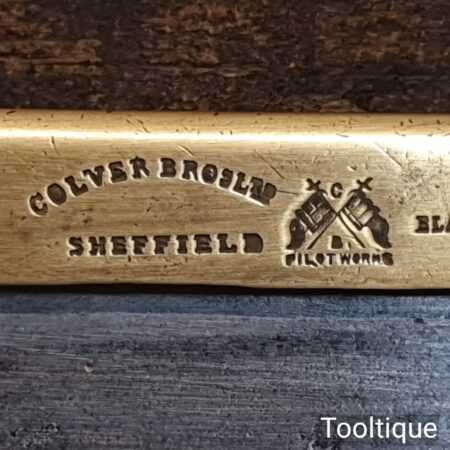 COLVER BROS LTD
SHEFFIELD
C
B
PILOT WORKS
Tooltique